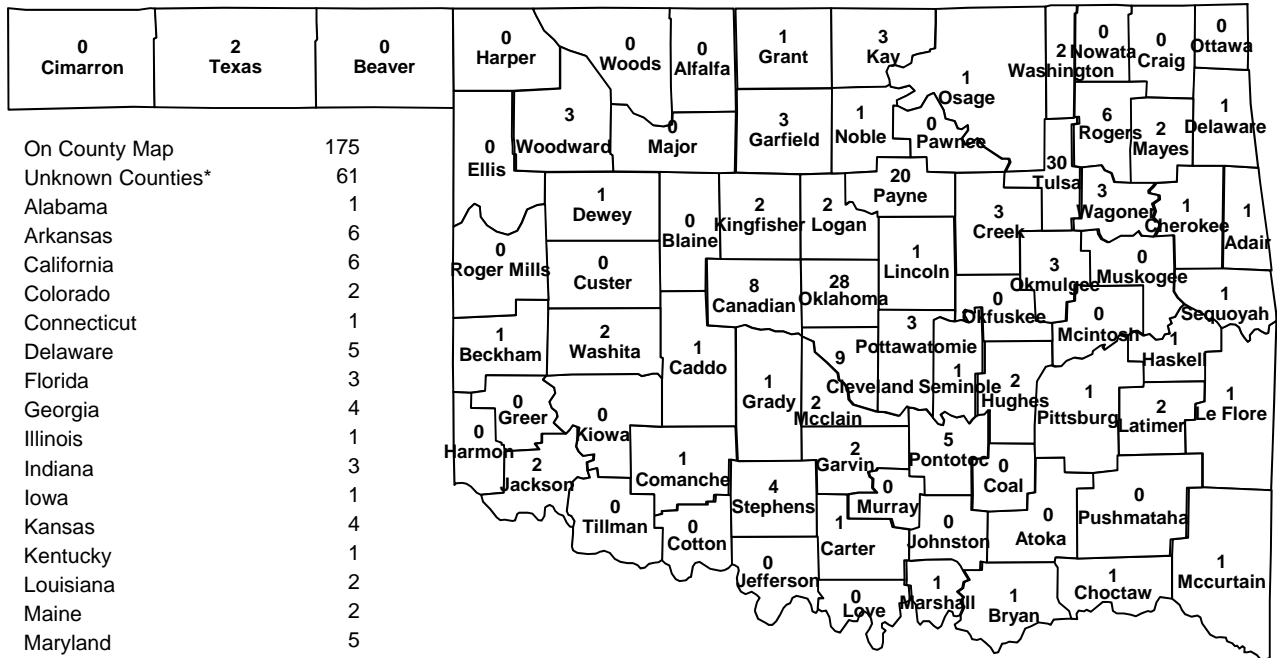 0
Cimarron
2
Texas
0
Beaver
0
Harper
0
Woods
0
Alfalfa
1
Grant
3
Kay
1
Osage
2
Washington
0
Nowata
0
Craig
0
Ottawa
0
Ellis
3
Woodward
0
Major
3
Garfield
1
Noble
0
Pawnee
6
Rogers
2
Mayes
1
Delaware
30
Tulsa
20
Payne
1
Dewey
0
Blaine
2
Kingfisher
2
Logan
3
Creek
3
Wagoner
1
Cherokee
1
Adair
0
Roger Mills
0
Custer
1
Lincoln
3
Okmulgee
0
Muskogee
8
Canadian
28
Oklahoma
0
Okfuskee
0
Mcintosh
1
Sequoyah
1
Beckham
2
Washita
1
Caddo
3
Pottawatomie
1
Haskell
9
Cleveland
1
Seminole
2
Hughes
1
Grady
2
Mcclain
1
Pittsburg
2
Latimer
1
Le Flore
0
Greer
0
Kiowa
0
Harmon
2
Jackson
1
Comanche
2
Garvin
5
Pontotoc
0
Coal
4
Stephens
0
Murray
0
Tillman
0
Cotton
1
Carter
0
Johnston
0
Atoka
0
Pushmataha
0
Jefferson
0
Love
1
Marshall
1
Bryan
1
Choctaw
1
Mccurtain
On County Map 175
Unknown Counties* 61
Alabama 1
Arkansas 6
California 6
Colorado 2
Connecticut 1
Delaware 5
Florida 3
Georgia 4
Illinois 1
Indiana 3
Iowa 1
Kansas 4
Kentucky 1
Louisiana 2
Maine 2
Maryland 5